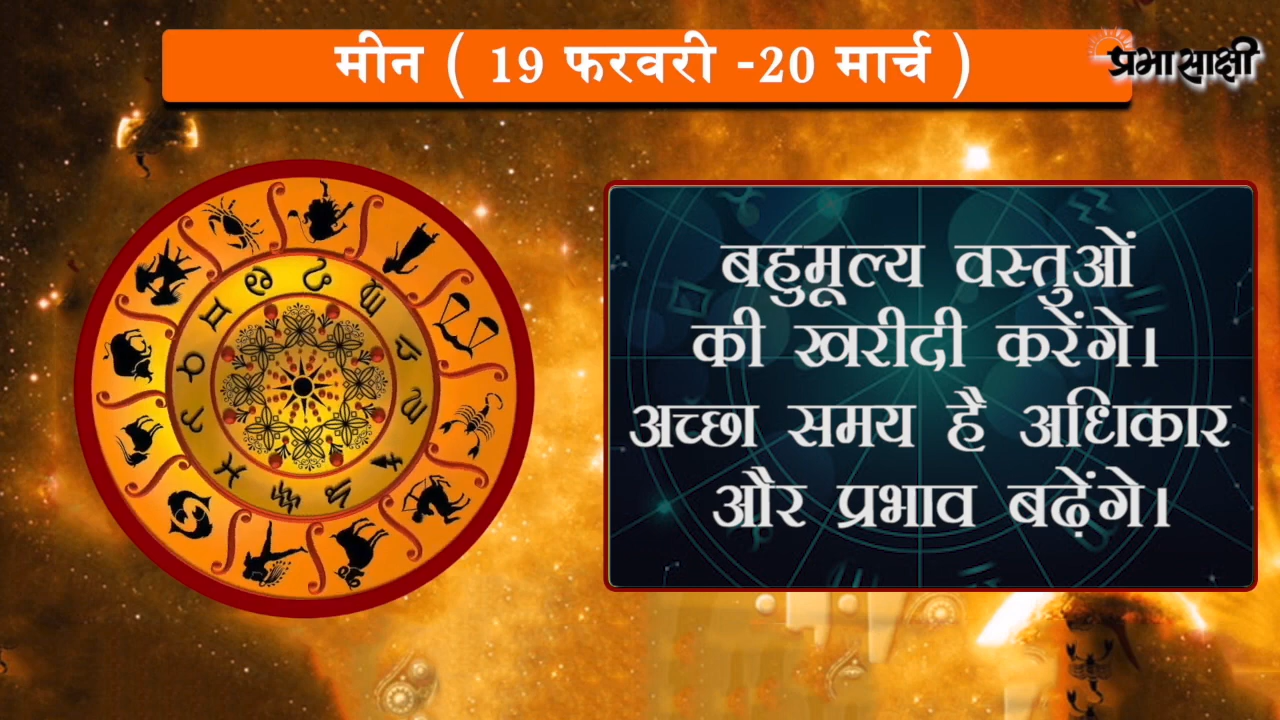 मीन ( 19 फरवरी -20 मार्च )
प्रभासाक्षी
बहुमूल्य वस्तुओं
की खरीदी करेंगे।
अच्छा समय है अधिकार
और प्रभाव बढ़ेंगे।